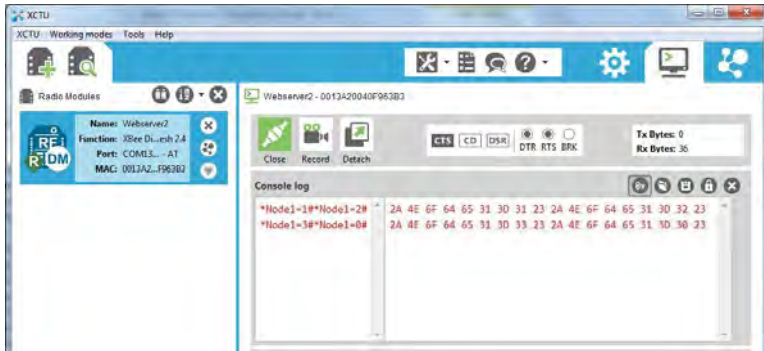 XCTU
XCTU Working modes Tools Help
Radio Modules
Name: Webserver2
Function: XBee Di...esh 2.4
Port: COM13... - AT
MAC: 0013A2...F963B3
RF
R DM
Webserver2 - 0013A20040F963B3
Close Record Detach
CTS CD DSR DTR RTS BRK
Tx Bytes: 0
Rx Bytes: 36
Console log
*Node1=1#*Node1=2# 2A 4E 6F 64 65 31 3D 31 23 2A 4E 6F 64 65 31 3D 32 23
*Node1=3#*Node1=0# 2A 4E 6F 64 65 31 3D 33 23 2A 4E 6F 64 65 31 3D 30 23